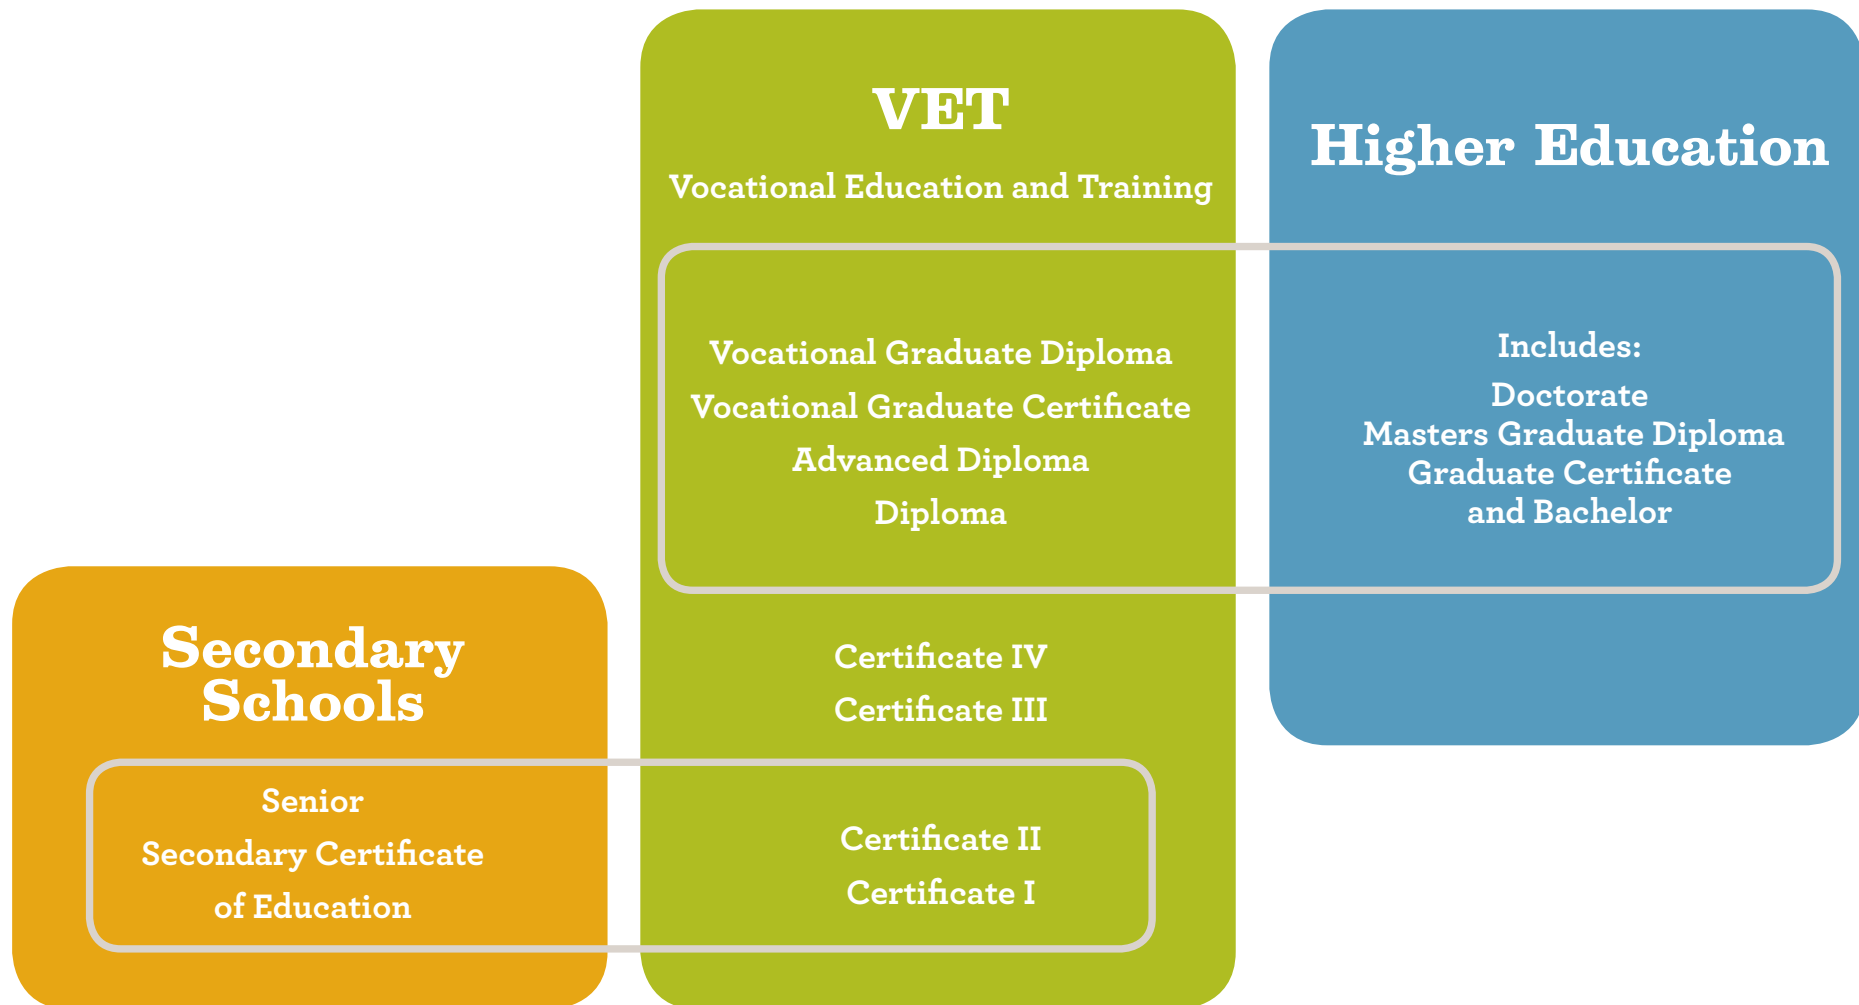 VET
Vocational Education and Training
Vocational Graduate Diploma
Vocational Graduate Certificate
Advanced Diploma
Diploma
Certificate IV
Certificate III
Certificate II
Certificate I
Higher Education
Includes:
Doctorate
Masters Graduate Diploma
Graduate Certificate
and Bachelor
Secondary
Schools
Senior
Secondary Certificate
of Education